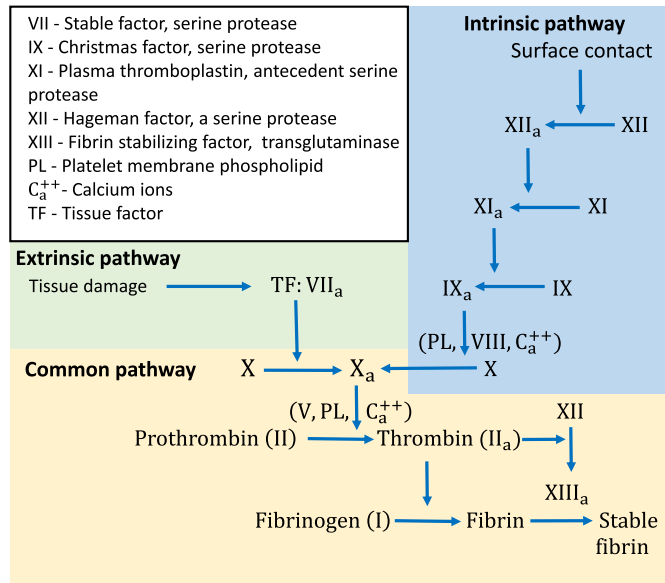 VII - Stable factor, serine protease
IX - Christmas factor, serine protease
XI - Plasma thromboplastin, antecedent serine
protease
XII - Hageman factor, a serine protease
XIII - Fibrin stabilizing factor, transglutaminase
PL - Platelet membrane phospholipid
Cₐ⁺⁺- Calcium ions
TF - Tissue factor
Intrinsic pathway
Surface contact
XIIₐ XII
XIₐ XI
Extrinsic pathway
Tissue damage TF: VIIₐ
IXₐ IX
(PL, VIII, Cₐ⁺⁺)
Common pathway X Xₐ X
(V, PL, Cₐ⁺⁺)
XII
Prothrombin (II) Thrombin (IIₐ)
XIIIₐ
Fibrinogen (I) Fibrin Stable
fibrin